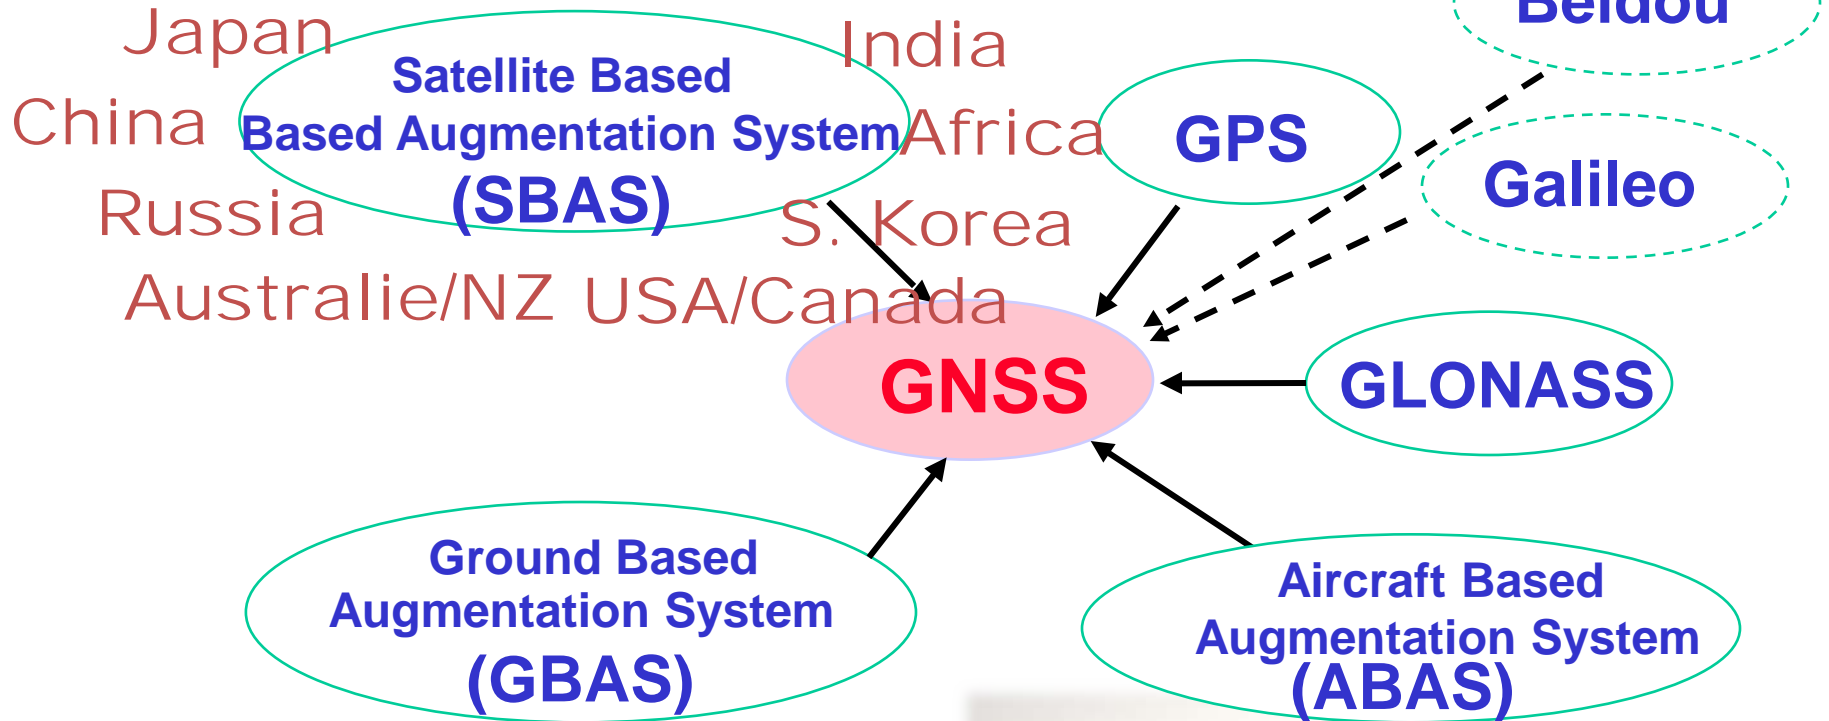 Beidou
Japan
India
Satellite Based
Based Augmentation System
(SBAS)
China
Africa
GPS
Galileo
Russia
S. Korea
Australie/NZ
USA/Canada
GNSS
GLONASS
Ground Based
Augmentation System
(GBAS)
Aircraft Based
Augmentation System
(ABAS)